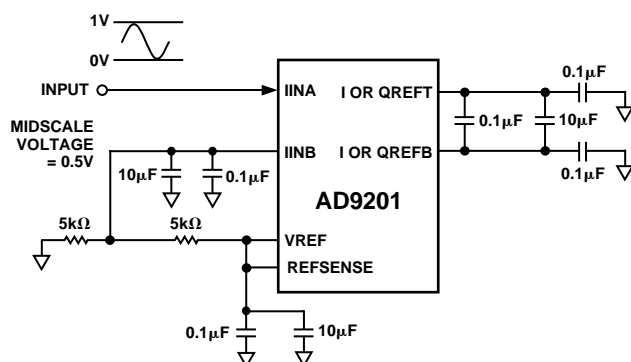 1V
0V
INPUT
MIDSCALE
VOLTAGE
= 0.5V
10µF
0.1µF
5kΩ
5kΩ
IINA
IINB
VREF
REFSENSE
I OR QREFT
I OR QREFB
AD9201
0.1µF
10µF
0.1µF
10µF
0.1µF
0.1µF